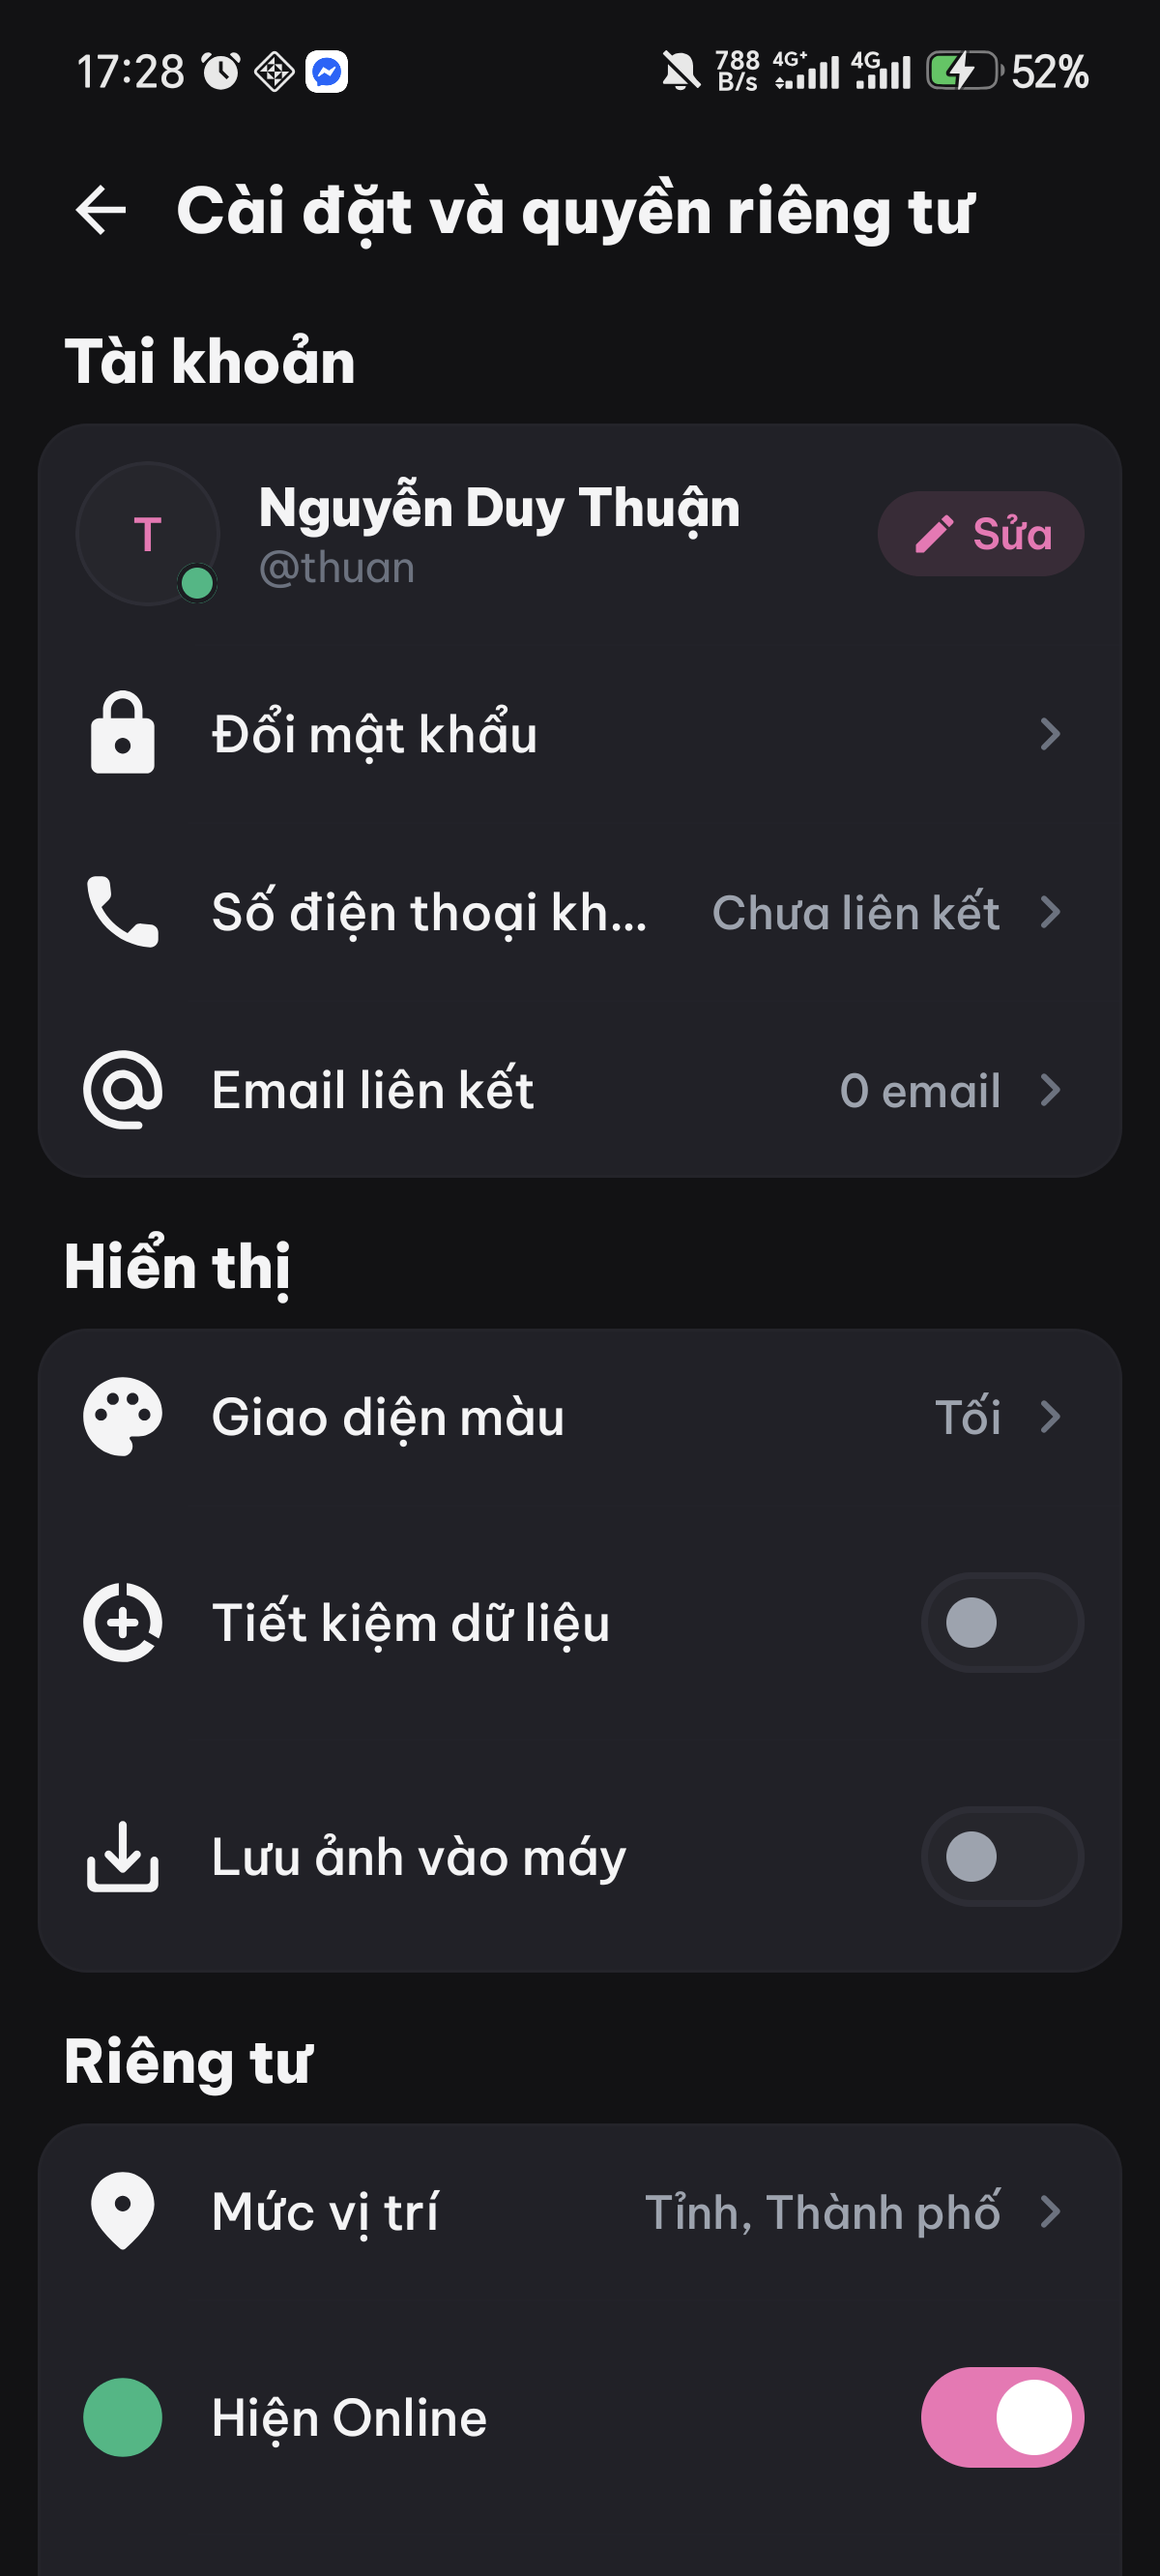 17:28 788 B/s 4G+ 4G 52%
Cài đặt và quyền riêng tư
Tài khoản
T
Nguyễn Duy Thuận
@thuan
Sửa
Đổi mật khẩu
Số điện thoại kh... Chưa liên kết
Email liên kết 0 email
Hiển thị
Giao diện màu Tối
Tiết kiệm dữ liệu
Lưu ảnh vào máy
Riêng tư
Mức vị trí Tỉnh, Thành phố
Hiện Online